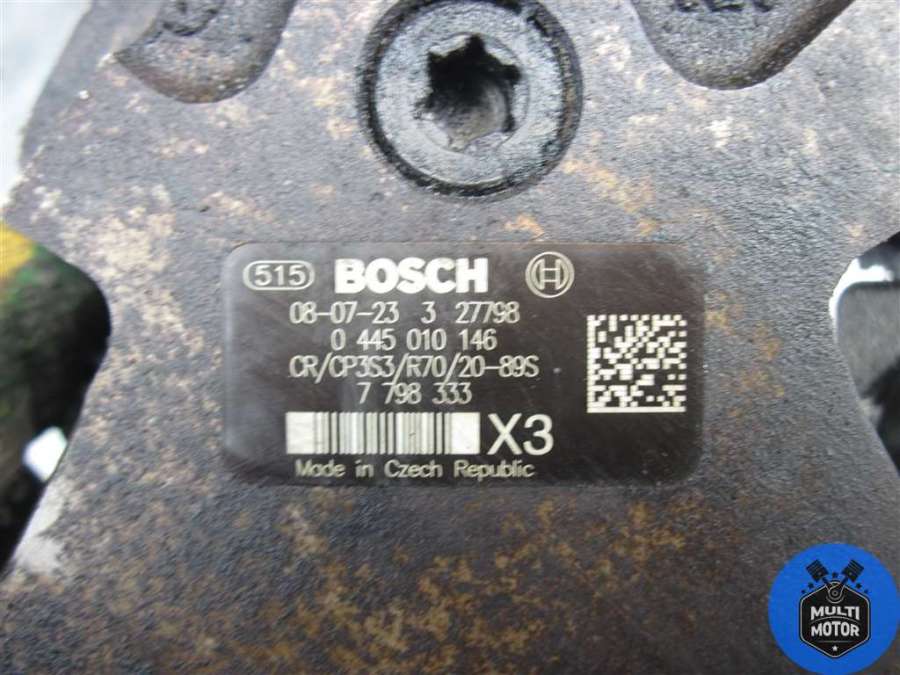 515 BOSCH
08-07-23 3 27798
0 445 010 146
CR/CP3S3/R70/20-89S
7 798 333
X3
Made in Czech Republic
MULTI
MOTOR